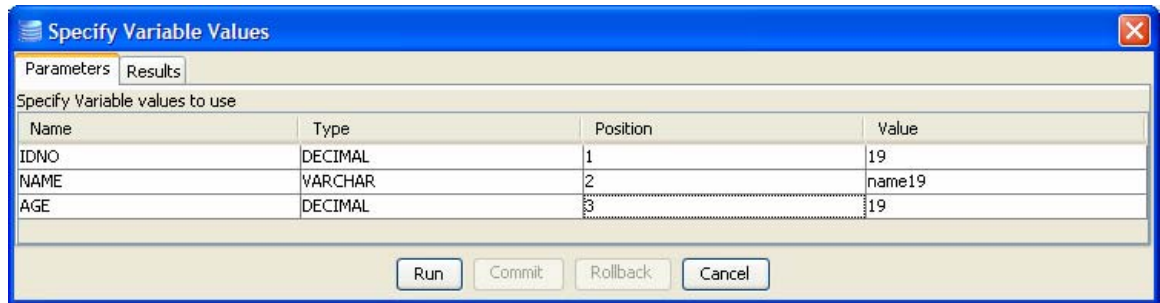 Specify Variable Values
Parameters Results
Specify Variable values to use
Name Type Position Value
IDNO DECIMAL 1 19
NAME VARCHAR 2 name19
AGE DECIMAL 3 19
Run Commit Rollback Cancel